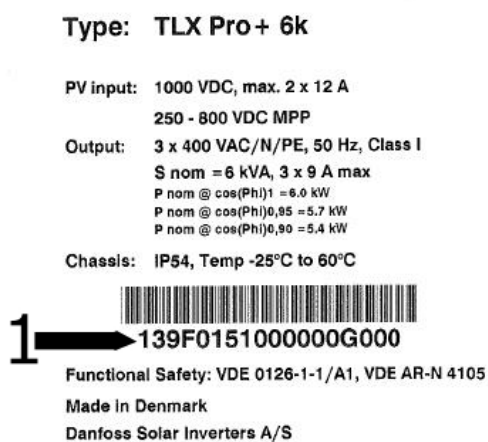 Type: TLX Pro+ 6k
PV input: 1000 VDC, max. 2 x 12 A
250 - 800 VDC MPP
Output: 3 x 400 VAC/N/PE, 50 Hz, Class I
S nom = 6 kVA, 3 x 9 A max
P nom @ cos(Phi)1 = 6.0 kW
P nom @ cos(Phi)0,95 = 5.7 kW
P nom @ cos(Phi)0,90 = 5.4 kW
Chassis: IP54, Temp -25°C to 60°C
1 139F0151000000G000
Functional Safety: VDE 0126-1-1/A1, VDE AR-N 4105
Made in Denmark
Danfoss Solar Inverters A/S